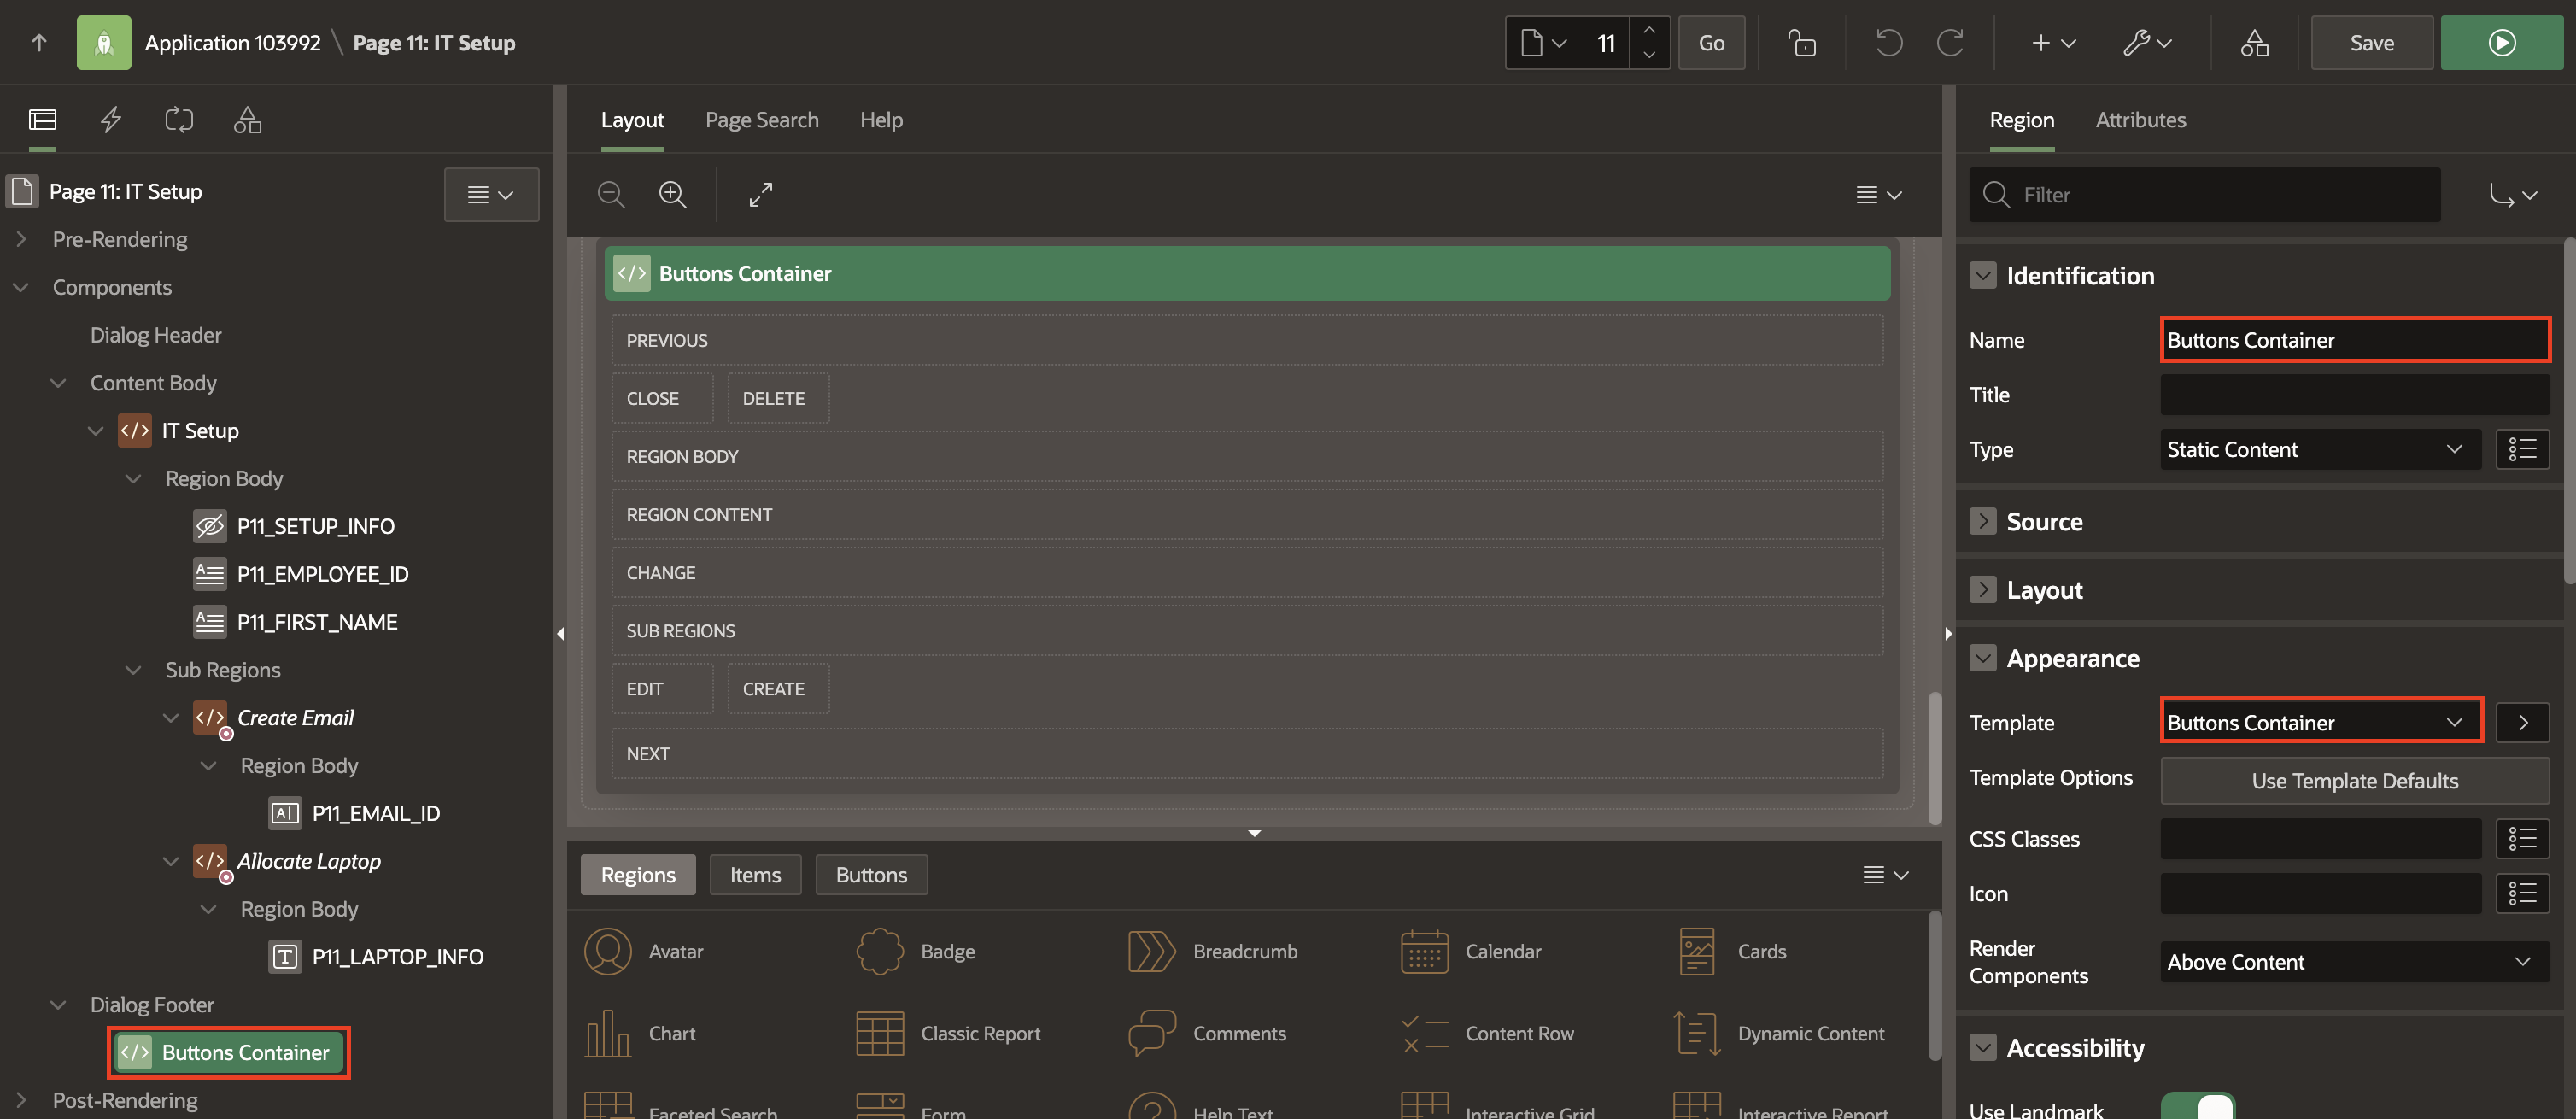 Application 103992 \ Page 11: IT Setup
11
Go
Save
Page 11: IT Setup
Pre-Rendering
Components
Dialog Header
Content Body
IT Setup
Region Body
P11_SETUP_INFO
P11_EMPLOYEE_ID
P11_FIRST_NAME
Sub Regions
Create Email
Region Body
P11_EMAIL_ID
Allocate Laptop
Region Body
P11_LAPTOP_INFO
Dialog Footer
Buttons Container
Post-Rendering
Layout Page Search Help
Buttons Container
PREVIOUS
CLOSE DELETE
REGION BODY
REGION CONTENT
CHANGE
SUB REGIONS
EDIT CREATE
NEXT
Regions Items Buttons
Avatar Badge Breadcrumb Calendar Cards
Chart Classic Report Comments Content Row Dynamic Content
Faceted Search Form Help Text Interactive Grid Interactive Report
Region Attributes
Filter
Identification
Name Buttons Container
Title
Type Static Content
Source
Layout
Appearance
Template Buttons Container
Template Options Use Template Defaults
CSS Classes
Icon
Render
Components
Above Content
Accessibility
Use Landmark